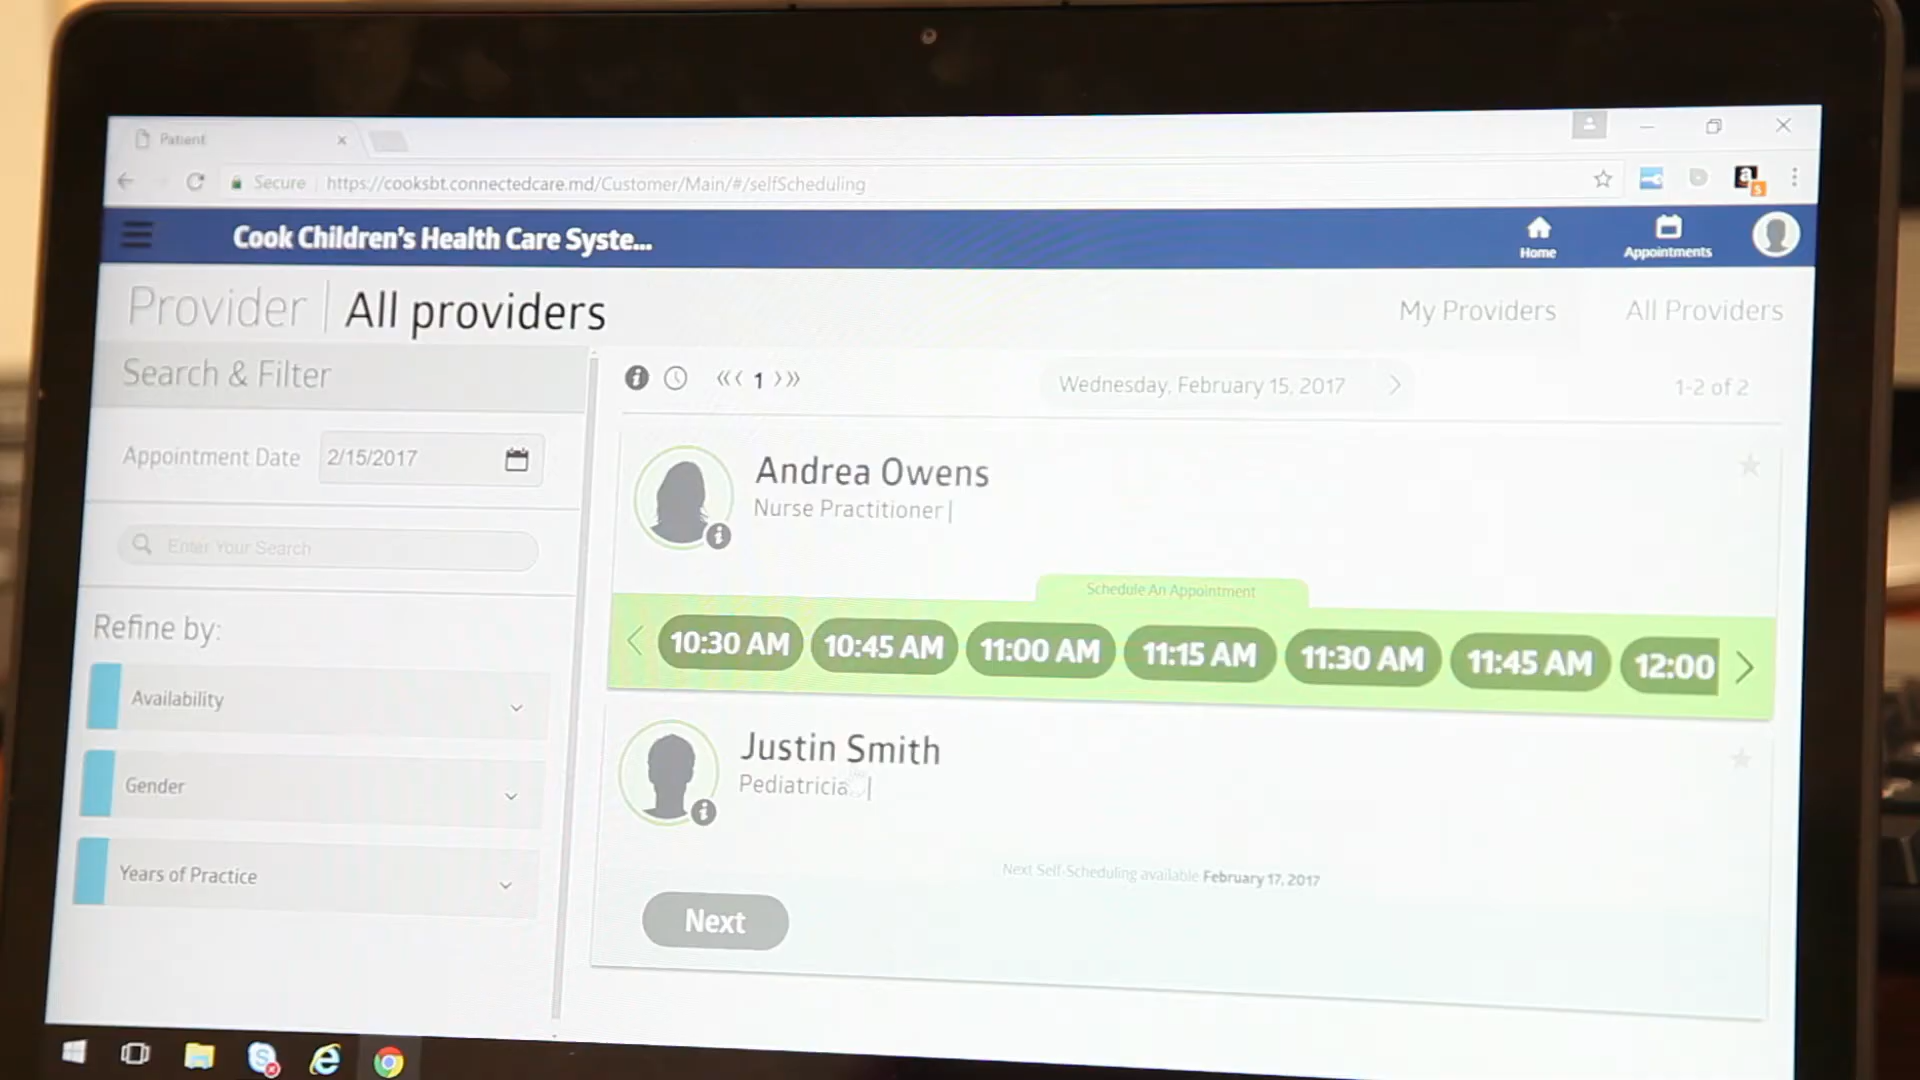 Patient
Secure https://cooksbt.connectedcare.md/Customer/Main/#/selfScheduling
Cook Children's Health Care Syste...
Home
Appointments
Provider | All providers
My Providers
All Providers
Search & Filter
1
Wednesday, February 15, 2017
1-2 of 2
Appointment Date 2/15/2017
Enter Your Search
Refine by:
Availability
Gender
Years of Practice
Andrea Owens
Nurse Practitioner |
Schedule An Appointment
10:30 AM 10:45 AM 11:00 AM 11:15 AM 11:30 AM 11:45 AM 12:00
Justin Smith
Pediatricia |
Next Self-Scheduling available February 17, 2017
Next